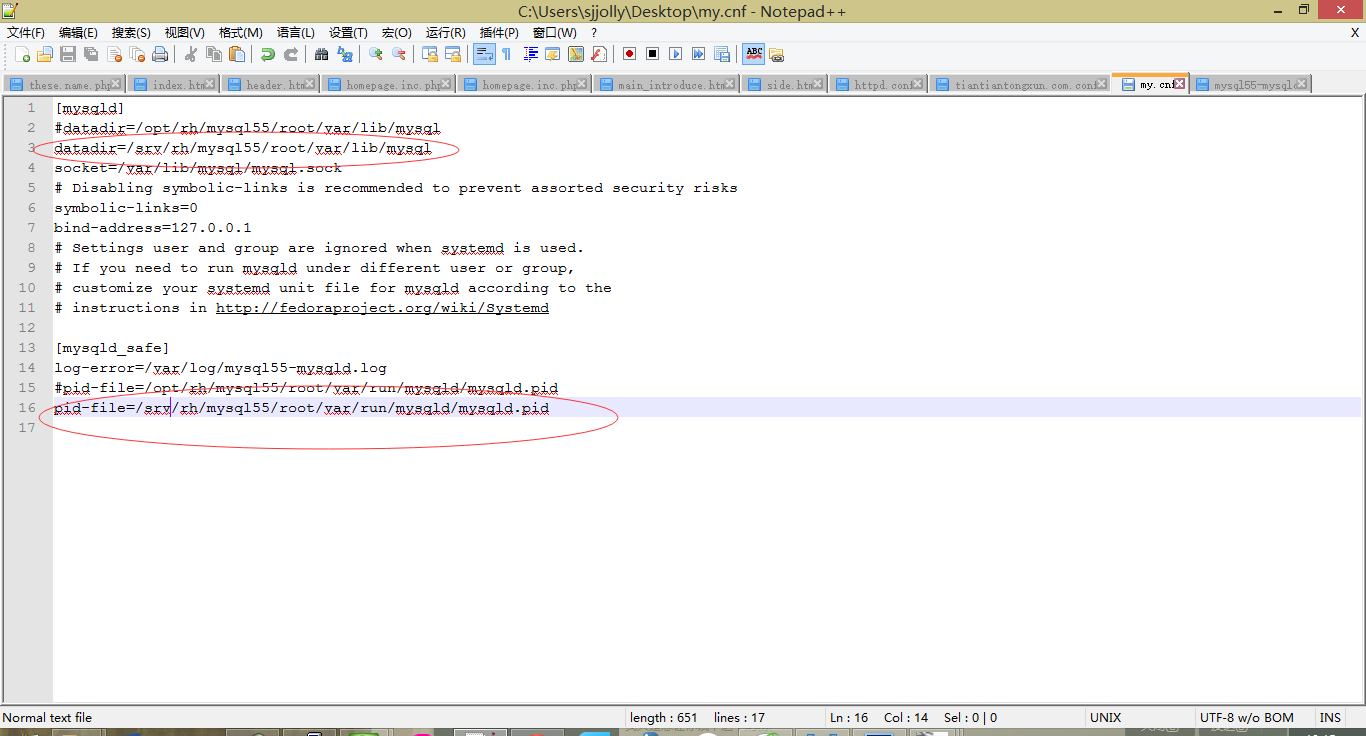 C:\Users\sjjolly\Desktop\my.cnf - Notepad++
文件(F) 编辑(E) 搜索(S) 视图(V) 格式(M) 语言(L) 设置(T) 宏(O) 运行(R) 插件(P) 窗口(W) ? X
these.name.php index.htm header.htm homepage.inc.php homepage.inc.php main_introduce.htm side.htm httpd.conf tiantiantongxun.com.conf my.cnf mysql55-mysqld
1 [mysqld]
2 #datadir=/opt/rh/mysql55/root/var/lib/mysql
3 datadir=/srv/rh/mysql55/root/var/lib/mysql
4 socket=/var/lib/mysql/mysql.sock
5 # Disabling symbolic-links is recommended to prevent assorted security risks
6 symbolic-links=0
7 bind-address=127.0.0.1
8 # Settings user and group are ignored when systemd is used.
9 # If you need to run mysqld under different user or group,
10 # customize your systemd unit file for mysqld according to the
11 # instructions in http://fedoraproject.org/wiki/Systemd
12
13 [mysqld_safe]
14 log-error=/var/log/mysql55-mysqld.log
15 #pid-file=/opt/rh/mysql55/root/var/run/mysqld/mysqld.pid
16 pid-file=/srv/rh/mysql55/root/var/run/mysqld/mysqld.pid
17
Normal text file length : 651 lines : 17 Ln : 16 Col : 14 Sel : 0 | 0 UNIX UTF-8 w/o BOM INS